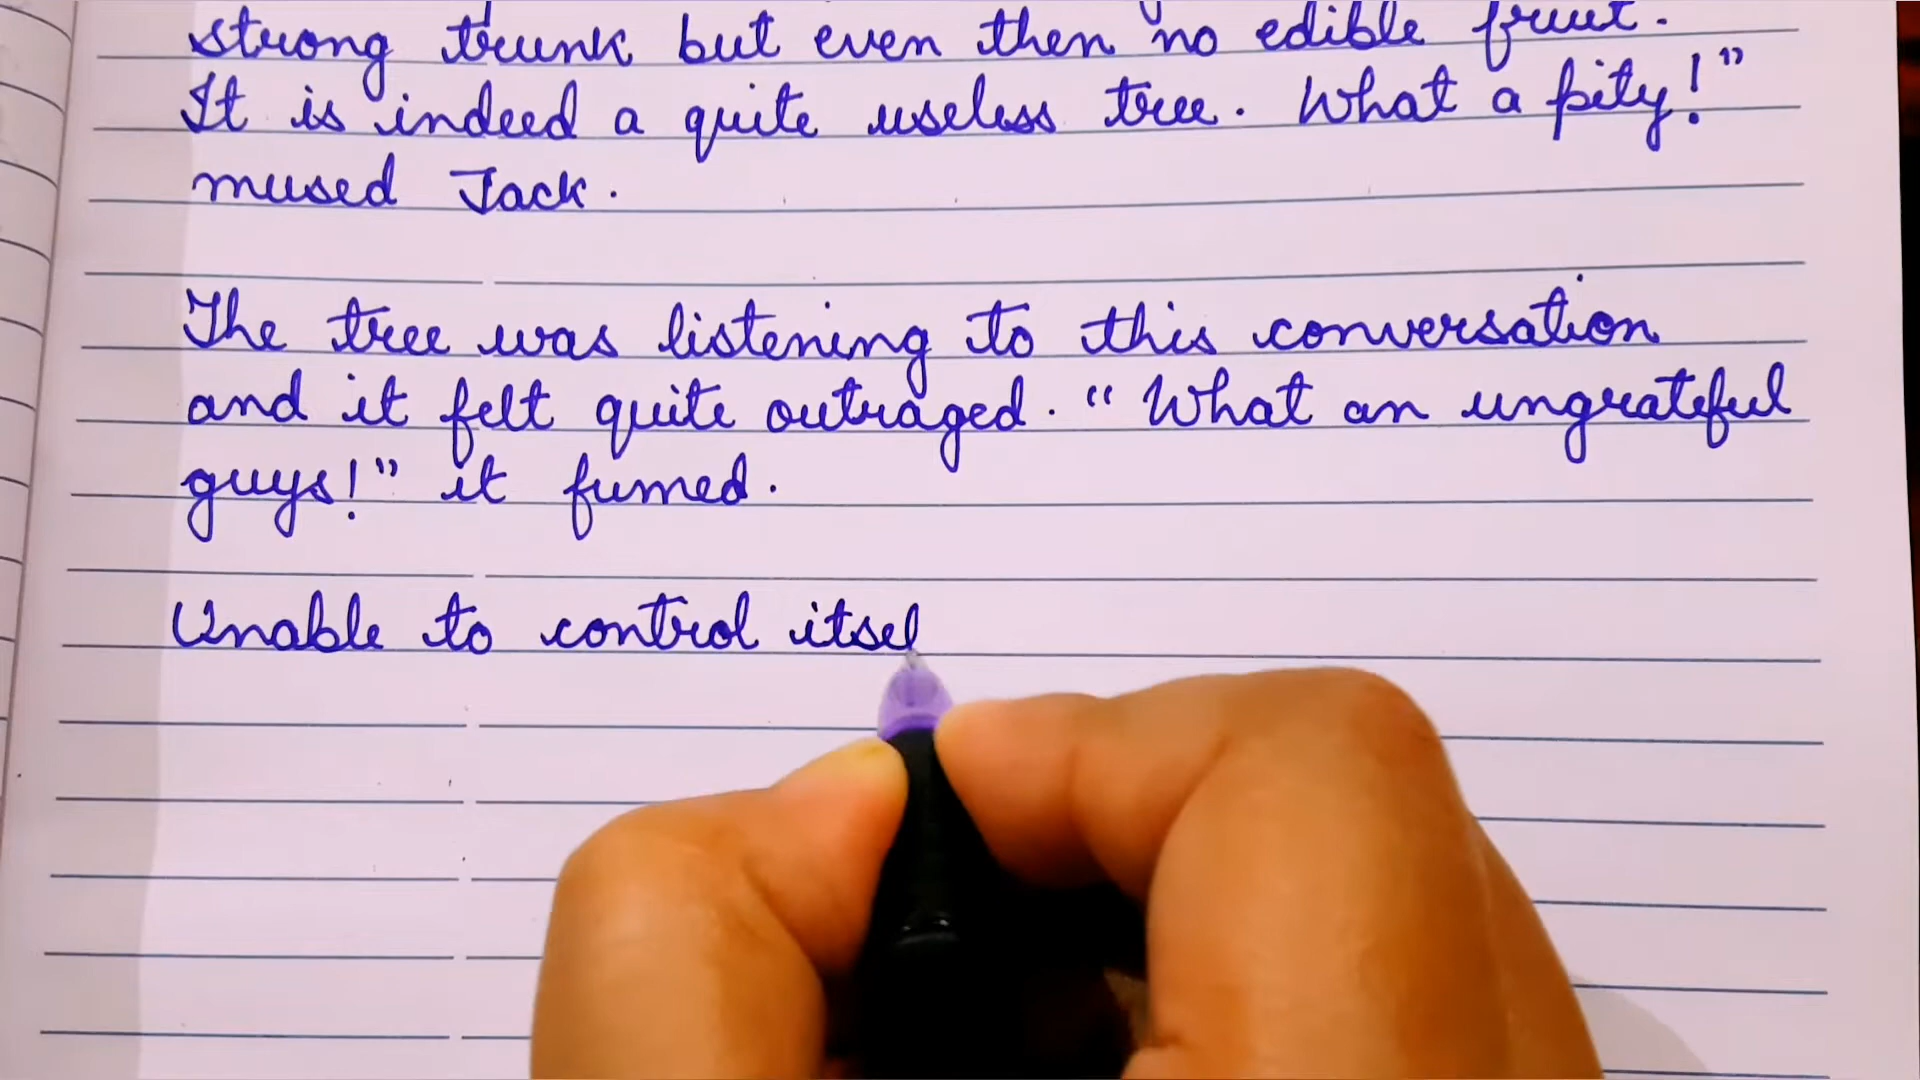 strong trunk but even then no edible fruit.
It is indeed a quite useless tree. What a pity!"
mused Jack.
The tree was listening to this conversation
and it felt quite outraged. "What an ungrateful
guys!" it fumed.
Unable to control itsel